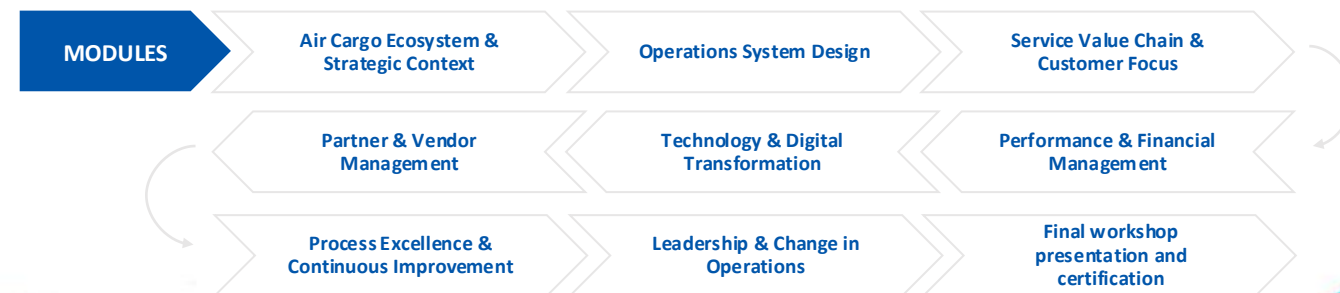 MODULES
Air Cargo Ecosystem &
Strategic Context
Operations System Design
Service Value Chain &
Customer Focus
Performance & Financial
Management
Technology & Digital
Transformation
Partner & Vendor
Management
Process Excellence &
Continuous Improvement
Leadership & Change in
Operations
Final workshop
presentation and
certification